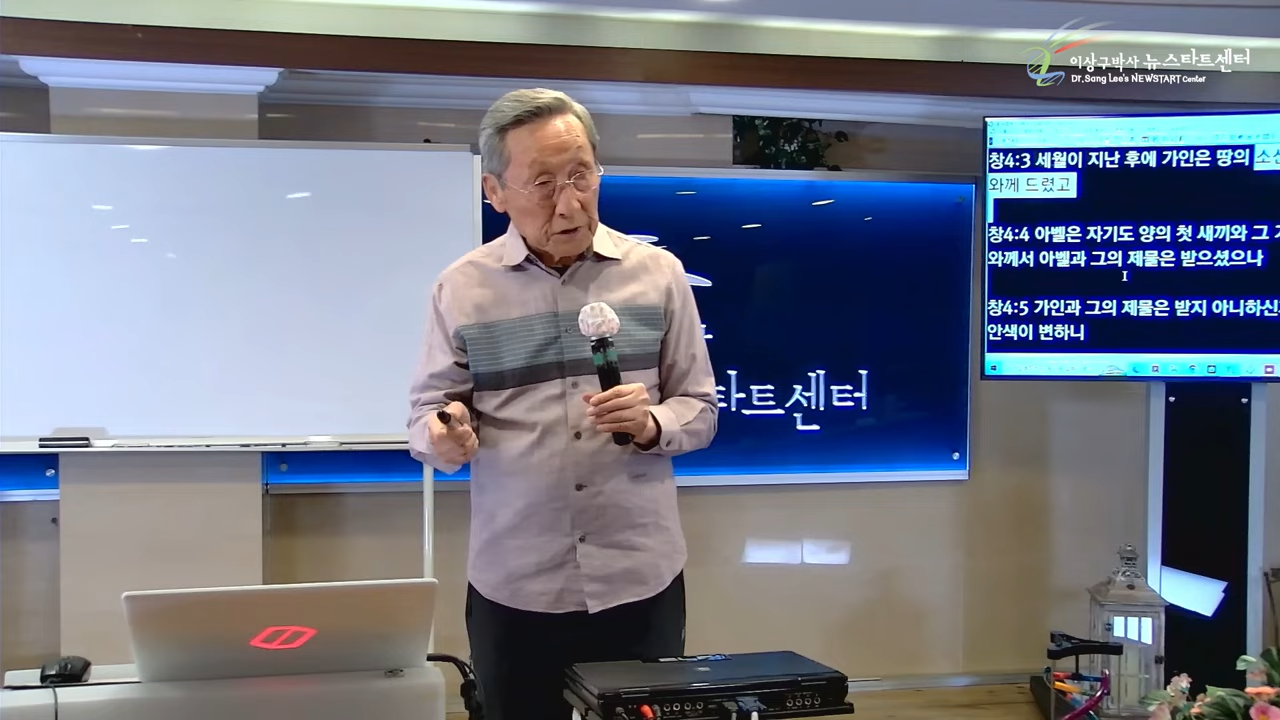 이상구박사 뉴스타트센터
Dr. Sang Lee's NEWSTART Center
창4:3 세월이 지난 후에 가인은 땅의
와께 드렸고
창4:4 아벨은 자기도 양의 첫 새끼와 그
와께서 아벨과 그의 제물은 받으셨으나
창4:5 가인과 그의 제물은 받지 아니하신
안색이 변하니
타트센터